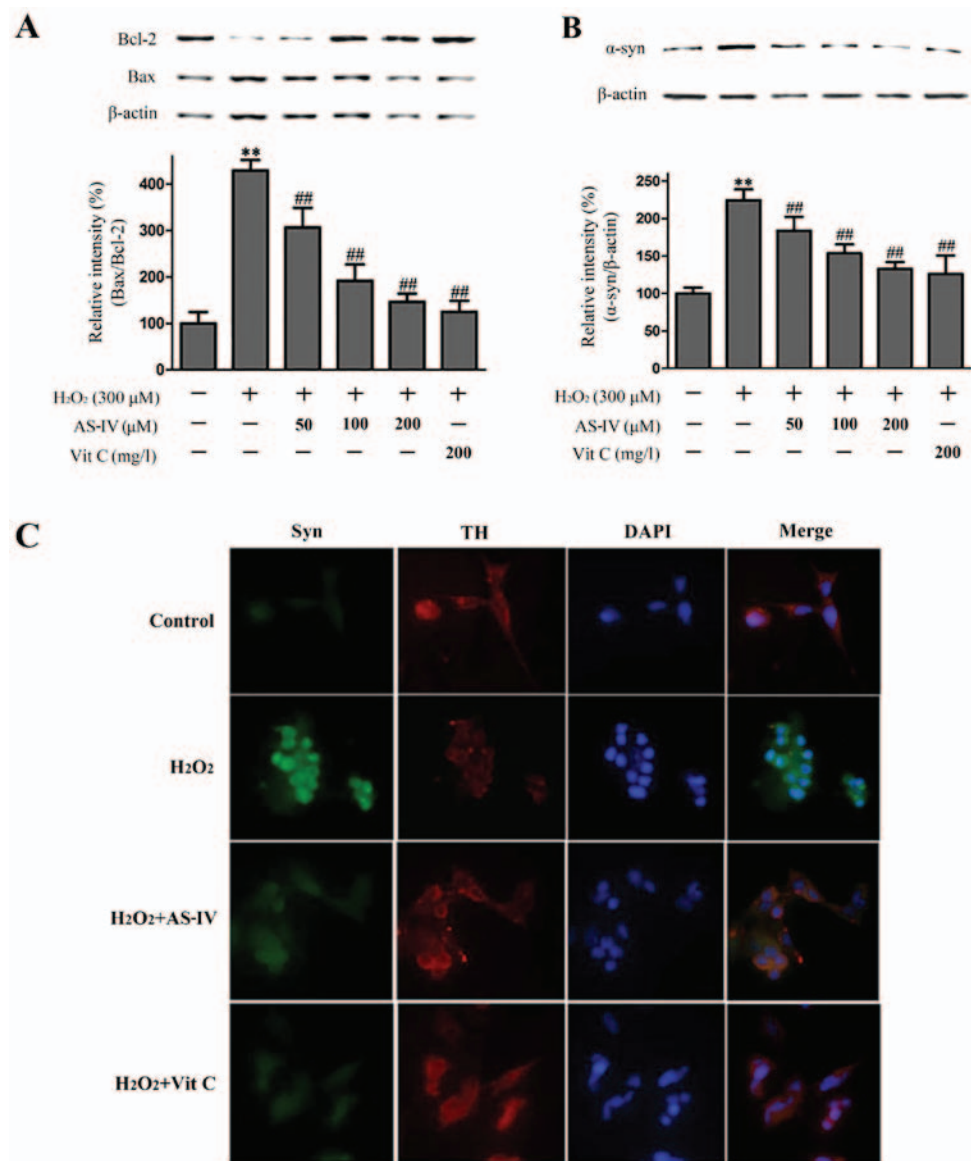 A
Bcl-2
Bax
β-actin
Relative intensity (%)
(Bax/Bcl-2)
400
300
200
100
0
**
##
##
##
##
H₂O₂ (300 μM) − + + + + +
AS-IV (μM) − − 50 100 200 −
Vit C (mg/l) − − − − − 200
B
α-syn
β-actin
Relative intensity (%)
(α-syn/β-actin)
250
200
150
100
50
0
**
##
##
##
##
H₂O₂ (300 μM) − + + + + +
AS-IV (μM) − − 50 100 200 −
Vit C (mg/l) − − − − − 200
C
Syn TH DAPI Merge
Control
H₂O₂
H₂O₂+AS-IV
H₂O₂+Vit C